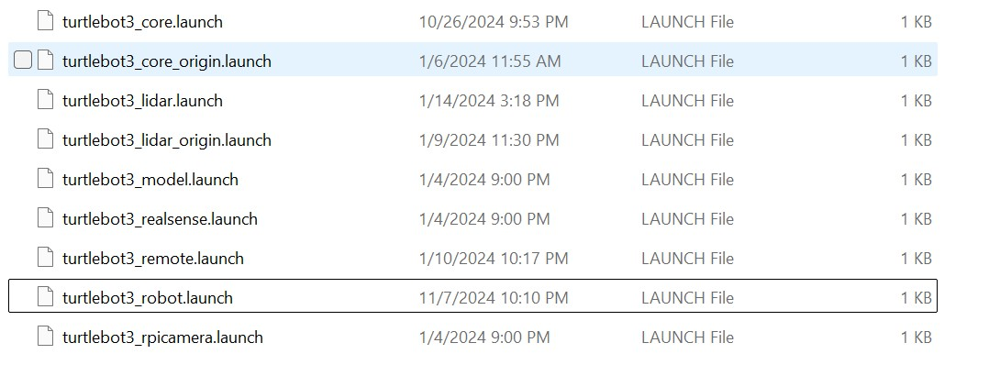 turtlebot3_core.launch 10/26/2024 9:53 PM LAUNCH File 1 KB
turtlebot3_core_origin.launch 1/6/2024 11:55 AM LAUNCH File 1 KB
turtlebot3_lidar.launch 1/14/2024 3:18 PM LAUNCH File 1 KB
turtlebot3_lidar_origin.launch 1/9/2024 11:30 PM LAUNCH File 1 KB
turtlebot3_model.launch 1/4/2024 9:00 PM LAUNCH File 1 KB
turtlebot3_realsense.launch 1/4/2024 9:00 PM LAUNCH File 1 KB
turtlebot3_remote.launch 1/10/2024 10:17 PM LAUNCH File 1 KB
turtlebot3_robot.launch 11/7/2024 10:10 PM LAUNCH File 1 KB
turtlebot3_rpicamera.launch 1/4/2024 9:00 PM LAUNCH File 1 KB